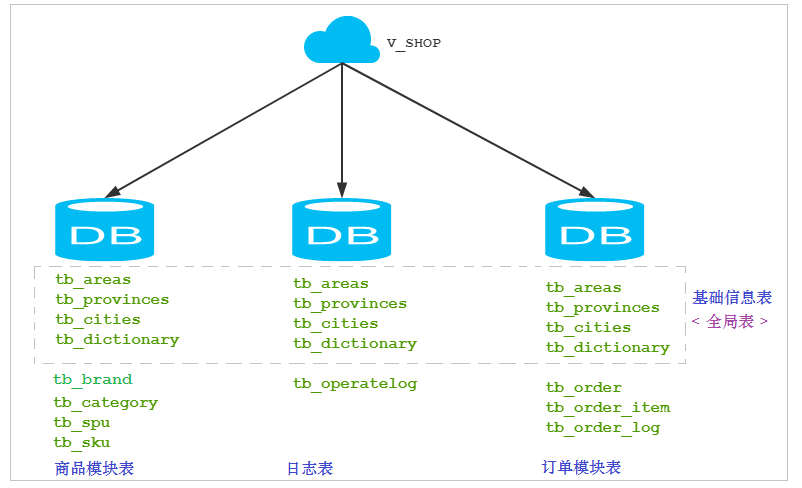 V_SHOP
DB
DB
DB
tb_areas
tb_provinces
tb_cities
tb_dictionary
tb_areas
tb_provinces
tb_cities
tb_dictionary
tb_areas
tb_provinces
tb_cities
tb_dictionary
基础信息表
< 全局表 >
tb_brand
tb_category
tb_spu
tb_sku
tb_operatelog
tb_order
tb_order_item
tb_order_log
商品模块表
日志表
订单模块表